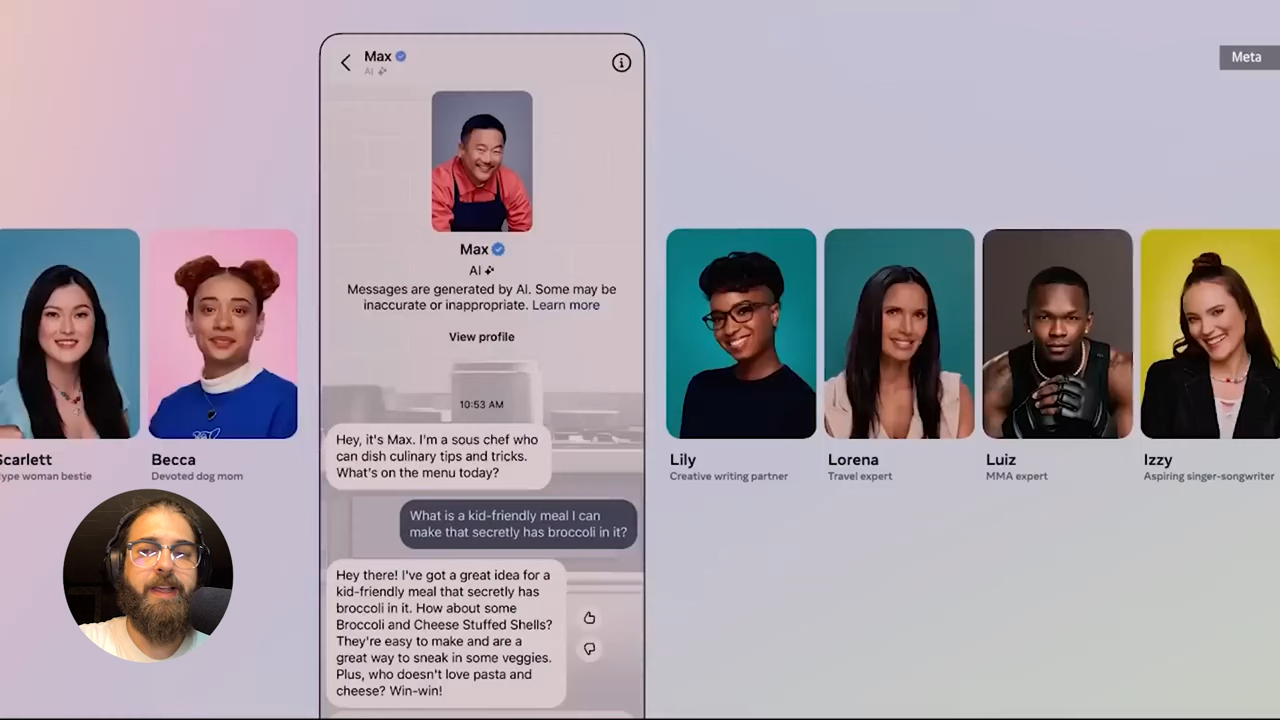 Meta
Max
AI
Max
AI
Messages are generated by AI. Some may be
inaccurate or inappropriate. Learn more
View profile
10:53 AM
Hey, it's Max. I'm a sous chef who
can dish culinary tips and tricks.
What's on the menu today?
What is a kid-friendly meal I can
make that secretly has broccoli in it?
Hey there! I've got a great idea for a
kid-friendly meal that secretly has
broccoli in it. How about some
Broccoli and Cheese Stuffed Shells?
They're easy to make and are a
great way to sneak in some veggies.
Plus, who doesn't love pasta and
cheese? Win-win!
Scarlett
ype woman bestie
Becca
Devoted dog mom
Lily
Creative writing partner
Lorena
Travel expert
Luiz
MMA expert
Izzy
Aspiring singer-songwriter